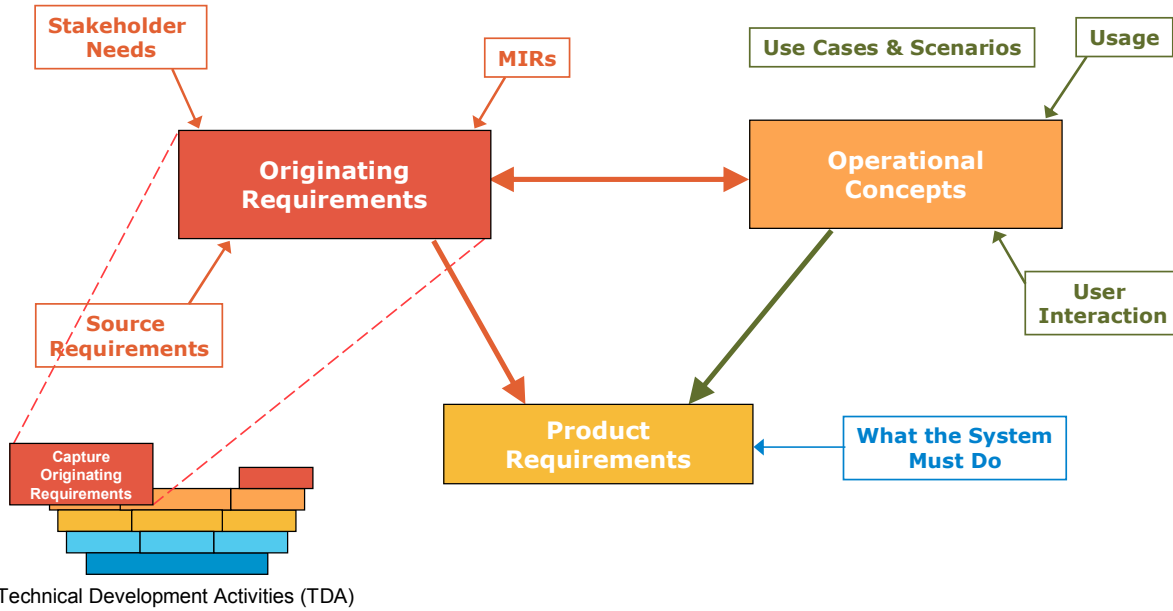 Stakeholder
Needs
MIRs
Use Cases & Scenarios
Usage
Originating
Requirements
Operational
Concepts
Source
Requirements
User
Interaction
Product
Requirements
What the System
Must Do
Capture
Originating
Requirements
Technical Development Activities (TDA)